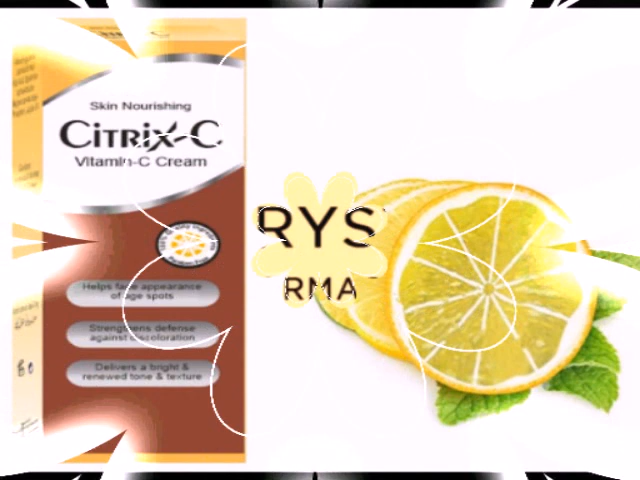 Skin Nourishing
CiTRiX-C
Vitamin-C Cream
Helps fade appearance
of age spots
Strengthens defense
against discoloration
Delivers a bright &
renewed tone & texture
RYS
RMA